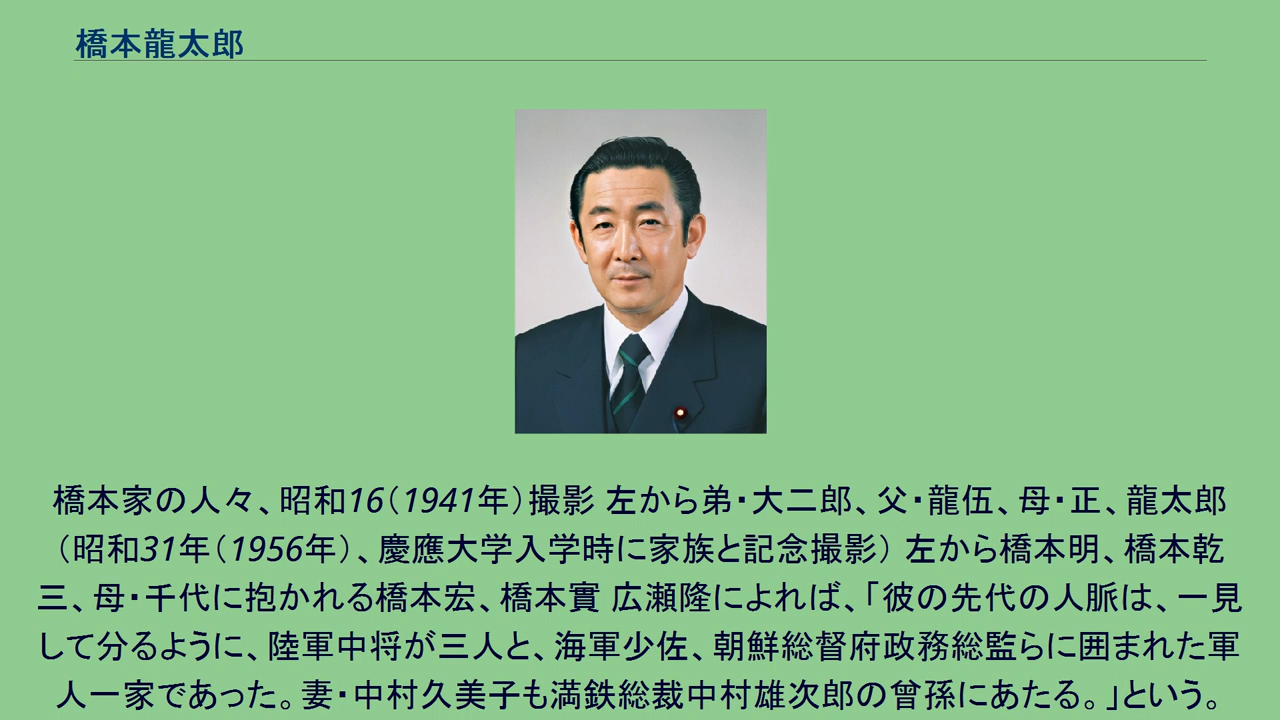 橋本龍太郎
橋本家の人々、昭和16（1941年）撮影 左から弟・大二郎、父・龍伍、母・正、龍太郎
（昭和31年（1956年）、慶應大学入学時に家族と記念撮影） 左から橋本明、橋本乾
三、母・千代に抱かれる橋本宏、橋本實 広瀬隆によれば、「彼の先代の人脈は、一見
して分るように、陸軍中将が三人と、海軍少佐、朝鮮総督府政務総監らに囲まれた軍
人一家であった。妻・中村久美子も満鉄総裁中村雄次郎の曾孫にあたる。」という。